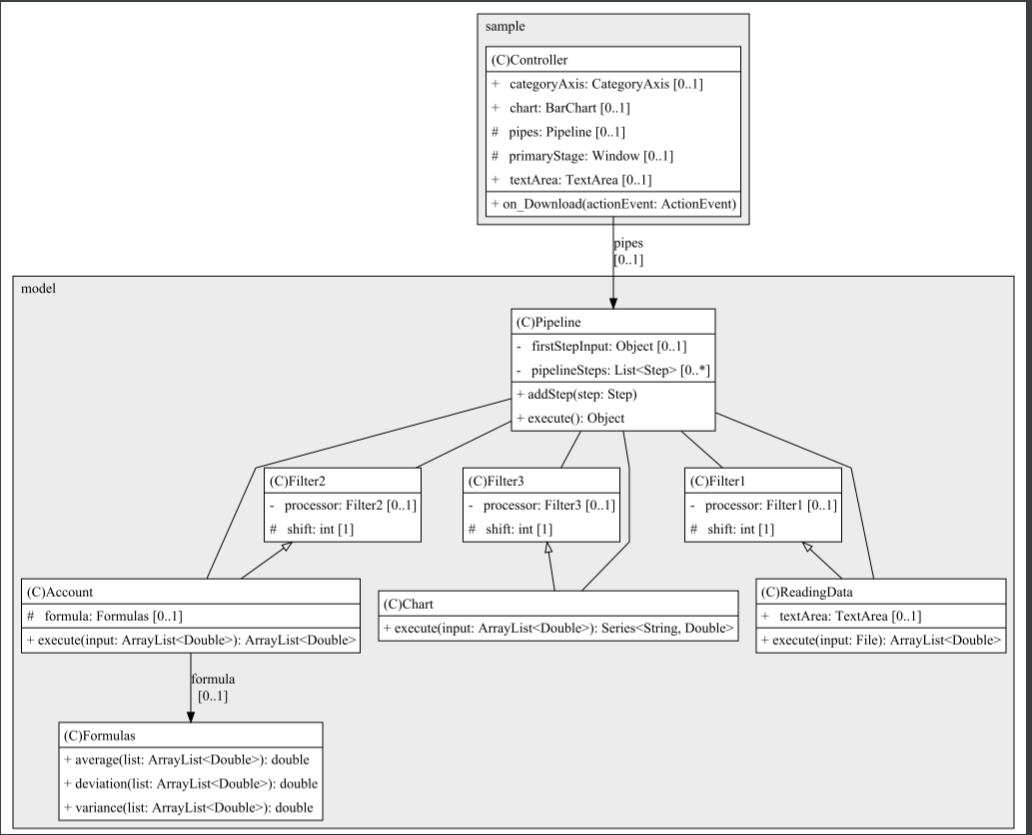 sample
(C)Controller
+ categoryAxis: CategoryAxis [0..1]
+ chart: BarChart [0..1]
# pipes: Pipeline [0..1]
# primaryStage: Window [0..1]
+ textArea: TextArea [0..1]
+ on_Download(actionEvent: ActionEvent)
pipes
[0..1]
model
(C)Pipeline
- firstStepInput: Object [0..1]
- pipelineSteps: List<Step> [0..*]
+ addStep(step: Step)
+ execute(): Object
(C)Filter2
- processor: Filter2 [0..1]
# shift: int [1]
(C)Filter3
- processor: Filter3 [0..1]
# shift: int [1]
(C)Filter1
- processor: Filter1 [0..1]
# shift: int [1]
(C)Account
# formula: Formulas [0..1]
+ execute(input: ArrayList<Double>): ArrayList<Double>
(C)Chart
+ execute(input: ArrayList<Double>): Series<String, Double>
(C)ReadingData
+ textArea: TextArea [0..1]
+ execute(input: File): ArrayList<Double>
formula
[0..1]
(C)Formulas
+ average(list: ArrayList<Double>): double
+ deviation(list: ArrayList<Double>): double
+ variance(list: ArrayList<Double>): double